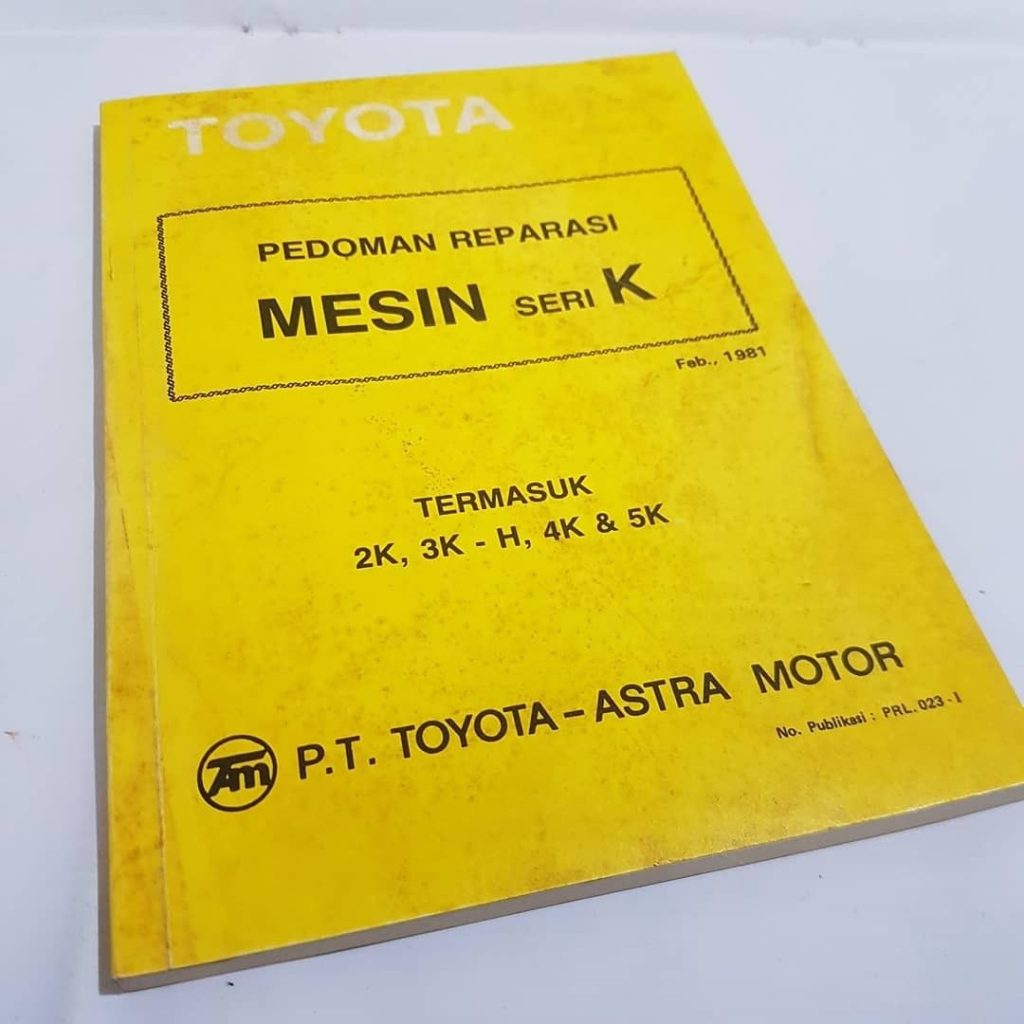 TOYOTA
PEDOMAN REPARASI
MESIN SERI K
Feb., 1981
TERMASUK
2K, 3K - H, 4K & 5K
TAM P.T. TOYOTA - ASTRA MOTOR
No. Publikasi : PRL. 023 - I